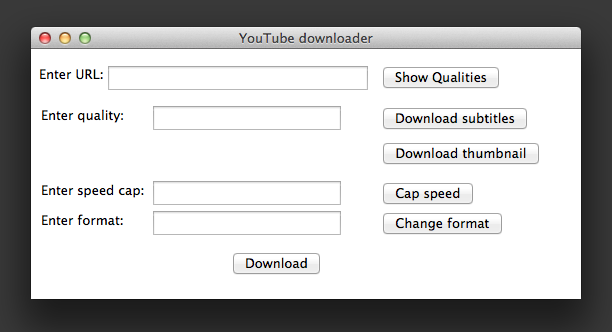 YouTube downloader
Enter URL: Show Qualities
Enter quality: Download subtitles
Download thumbnail
Enter speed cap: Cap speed
Enter format: Change format
Download